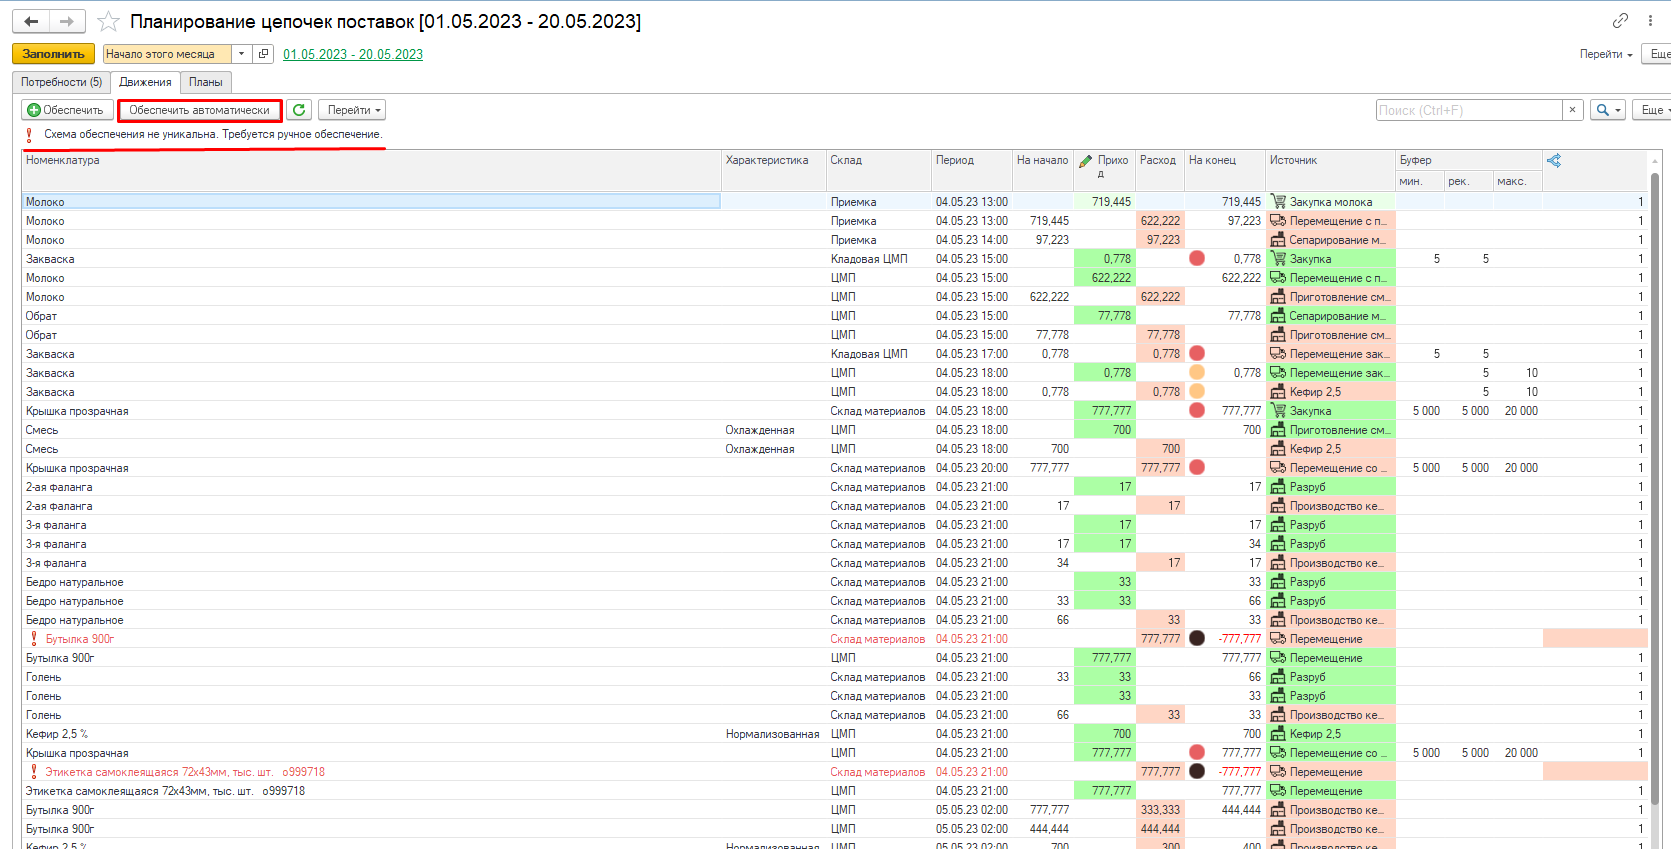 Планирование цепочек поставок [01.05.2023 - 20.05.2023]
Заполнить Начало этого месяца 01.05.2023 - 20.05.2023 Перейти Еще
Потребности (5) Движения Планы
Обеспечить Обеспечить автоматически Перейти Поиск (Ctrl+F) × Еще
Схема обеспечения не уникальна. Требуется ручное обеспечение.
Номенклатура Характеристика Склад Период На начало Приход Расход На конец Источник Буфер
мин. рек. макс.
Молоко Приемка 04.05.23 13:00 719,445 719,445 Закупка молока 1
Молоко Приемка 04.05.23 13:00 719,445 622,222 97,223 Перемещение с п... 1
Молоко Приемка 04.05.23 14:00 97,223 97,223 Сепарирование м... 1
Закваска Кладовая ЦМП 04.05.23 15:00 0,778 0,778 Закупка 5 5 1
Молоко ЦМП 04.05.23 15:00 622,222 622,222 Перемещение с п... 1
Молоко ЦМП 04.05.23 15:00 622,222 622,222 Приготовление см... 1
Обрат ЦМП 04.05.23 15:00 77,778 77,778 Сепарирование м... 1
Обрат ЦМП 04.05.23 15:00 77,778 77,778 Приготовление см... 1
Закваска Кладовая ЦМП 04.05.23 17:00 0,778 0,778 Перемещение зак... 5 5 1
Закваска ЦМП 04.05.23 18:00 0,778 0,778 Перемещение зак... 5 10 1
Закваска ЦМП 04.05.23 18:00 0,778 0,778 Кефир 2,5 5 10 1
Крышка прозрачная Склад материалов 04.05.23 18:00 777,777 777,777 Закупка 5 000 5 000 20 000 1
Смесь Охлажденная ЦМП 04.05.23 18:00 700 700 Приготовление см... 1
Смесь Охлажденная ЦМП 04.05.23 18:00 700 700 Кефир 2,5 1
Крышка прозрачная Склад материалов 04.05.23 20:00 777,777 777,777 Перемещение со ... 5 000 5 000 20 000 1
2-ая фаланга Склад материалов 04.05.23 21:00 17 17 Разруб 1
2-ая фаланга Склад материалов 04.05.23 21:00 17 17 Производство ке... 1
3-я фаланга Склад материалов 04.05.23 21:00 17 17 Разруб 1
3-я фаланга Склад материалов 04.05.23 21:00 17 17 34 Разруб 1
3-я фаланга Склад материалов 04.05.23 21:00 34 17 17 Производство ке... 1
Бедро натуральное Склад материалов 04.05.23 21:00 33 33 Разруб 1
Бедро натуральное Склад материалов 04.05.23 21:00 33 33 66 Разруб 1
Бедро натуральное Склад материалов 04.05.23 21:00 66 33 33 Производство ке... 1
Бутылка 900г Склад материалов 04.05.23 21:00 777,777 -777,777 Перемещение
Бутылка 900г ЦМП 04.05.23 21:00 777,777 777,777 Перемещение 1
Голень Склад материалов 04.05.23 21:00 33 33 66 Разруб 1
Голень Склад материалов 04.05.23 21:00 33 33 Разруб 1
Голень Склад материалов 04.05.23 21:00 66 33 33 Производство ке... 1
Кефир 2,5 % Нормализованная ЦМП 04.05.23 21:00 700 700 Кефир 2,5 1
Крышка прозрачная ЦМП 04.05.23 21:00 777,777 777,777 Перемещение со ... 5 000 5 000 20 000 1
Этикетка самоклеящаяся 72x43мм, тыс. шт. о999718 Склад материалов 04.05.23 21:00 777,777 -777,777 Перемещение
Этикетка самоклеящаяся 72x43мм, тыс. шт. о999718 ЦМП 04.05.23 21:00 777,777 777,777 Перемещение 1
Бутылка 900г ЦМП 05.05.23 02:00 777,777 333,333 444,444 Производство ке... 1
Бутылка 900г ЦМП 05.05.23 02:00 444,444 444,444 Производство ке... 1
Кефир 2,5 % Нормализованная ЦМП 05.05.23 02:00 700 300 400 Производство ке... 1